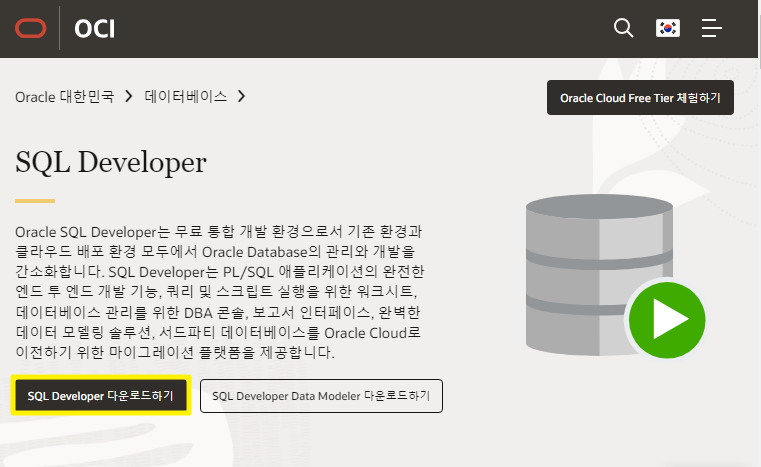 OCI
Oracle 대한민국
데이터베이스
Oracle Cloud Free Tier 체험하기
SQL Developer
Oracle SQL Developer는 무료 통합 개발 환경으로서 기존 환경과
클라우드 배포 환경 모두에서 Oracle Database의 관리와 개발을
간소화합니다. SQL Developer는 PL/SQL 애플리케이션의 완전한
엔드 투 엔드 개발 기능, 쿼리 및 스크립트 실행을 위한 워크시트,
데이터베이스 관리를 위한 DBA 콘솔, 보고서 인터페이스, 완벽한
데이터 모델링 솔루션, 서드파티 데이터베이스를 Oracle Cloud로
이전하기 위한 마이그레이션 플랫폼을 제공합니다.
SQL Developer 다운로드하기
SQL Developer Data Modeler 다운로드하기